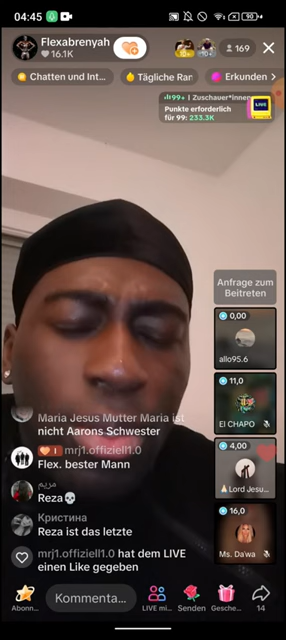 04:45
90
Flexabrenyah
16.1K
10+
10+
169
Chatten und Int...
Tägliche Ran
Erkunden >
99+ | Zuschauer*innen
LIVE
Punkte erforderlich
für 99: 233.3K
Anfrage zum
Beitreten
0,00
allo95.6
11,0
El CHAPO
4,00
Lord Jesu...
16,0
Ms. Da'wa
Maria Jesus Mutter Maria ist
nicht Aarons Schwester
mrj1.offiziell1.0
Flex. bester Mann
مريم
Reza💀
Кристина
Reza ist das letzte
mrj1.offiziell1.0 hat dem LIVE
einen Like gegeben
Abonn...
Kommenta...
LIVE mi...
Senden
Gesche...
14